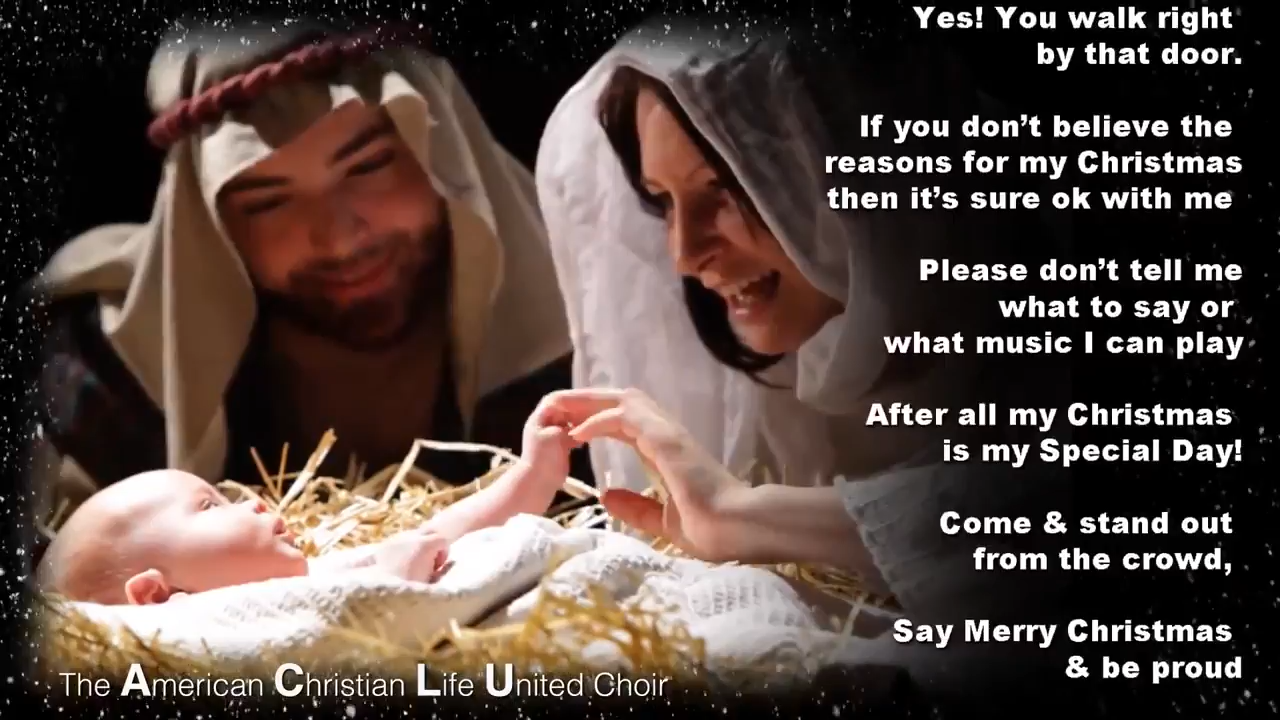 Yes! You walk right
by that door.
If you don’t believe the
reasons for my Christmas
then it’s sure ok with me
Please don’t tell me
what to say or
what music I can play
After all my Christmas
is my Special Day!
Come & stand out
from the crowd,
Say Merry Christmas
& be proud
The American Christian Life United Choir